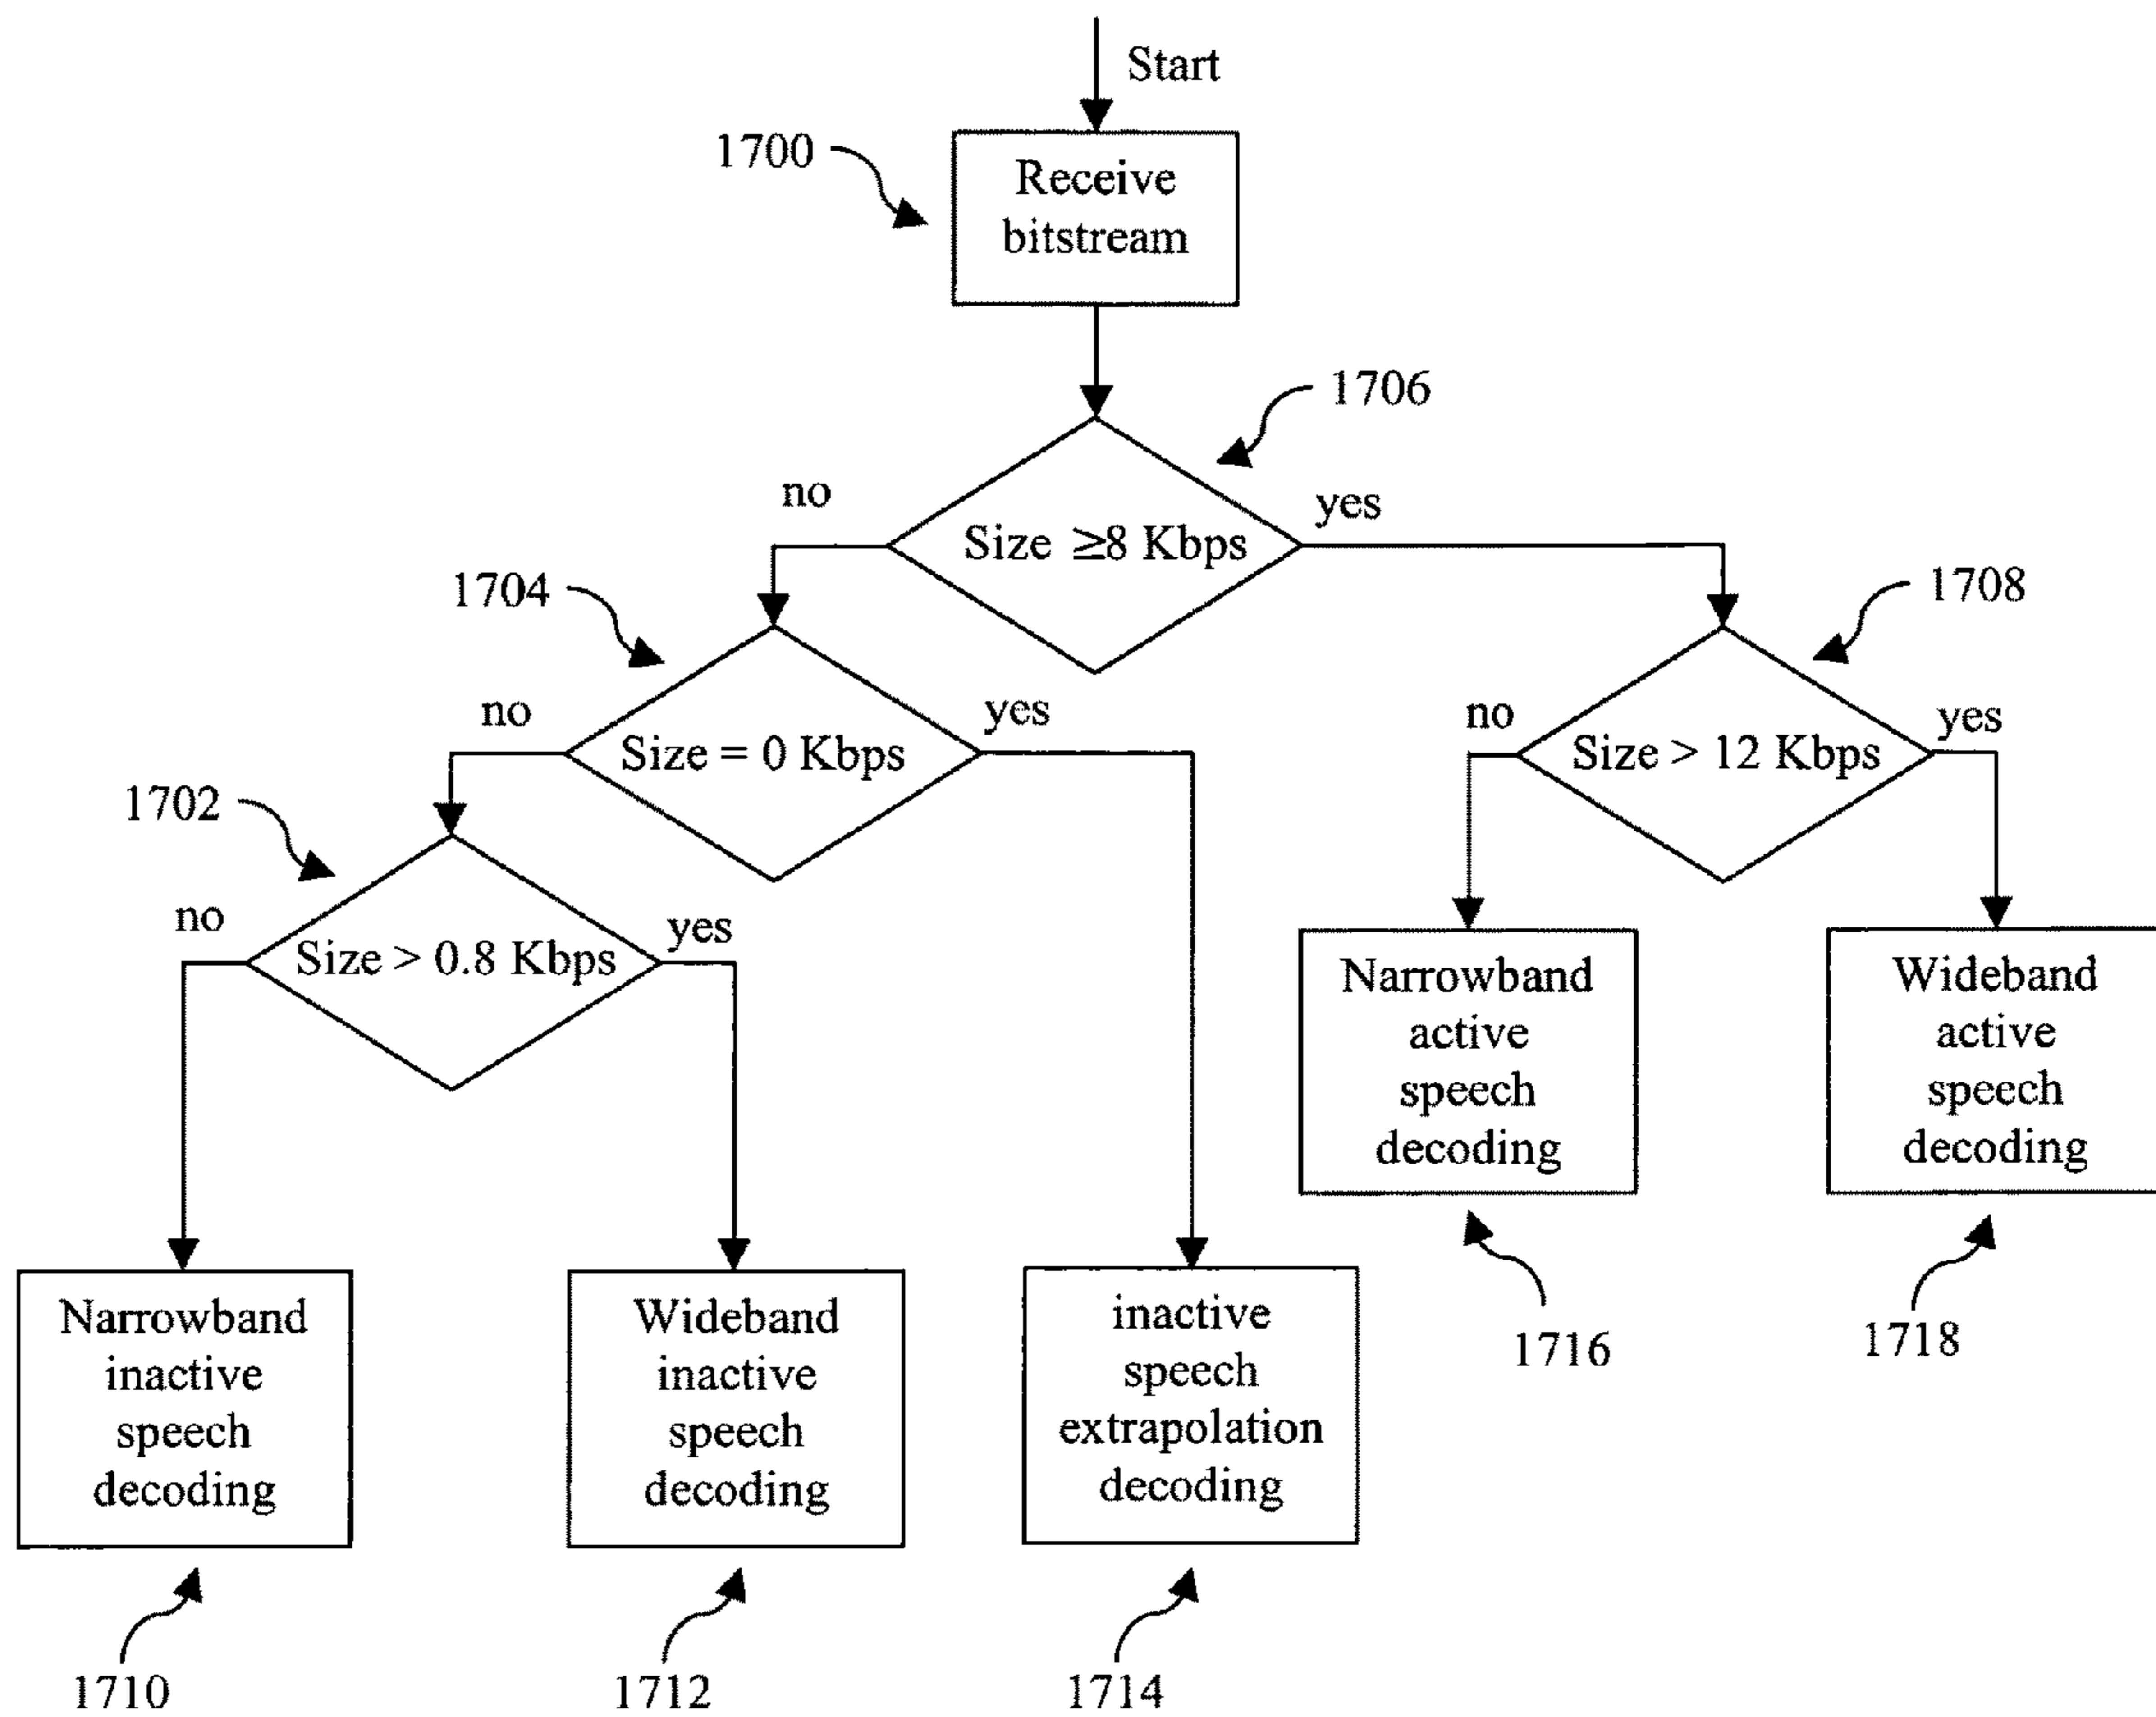 Start
1700
Receive
bitstream
1706
no
yes
Size ≥8 Kbps
1704
1708
no
yes
no
yes
Size = 0 Kbps
Size > 12 Kbps
1702
no
yes
Size > 0.8 Kbps
Narrowband
active
speech
decoding
Wideband
active
speech
decoding
Narrowband
inactive
speech
decoding
Wideband
inactive
speech
decoding
inactive
speech
extrapolation
decoding
1716
1718
1710
1712
1714